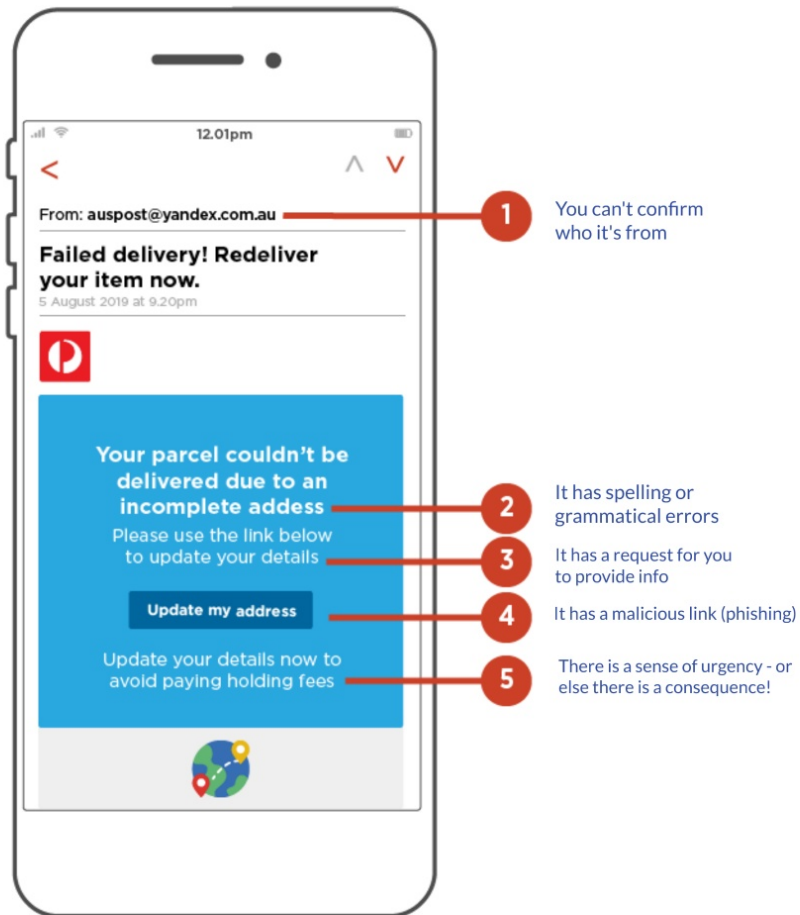 12.01pm
<
From: auspost@yandex.com.au
1
You can't confirm
who it's from
Failed delivery! Redeliver
your item now.
5 August 2019 at 9.20pm
Your parcel couldn't be
delivered due to an
incomplete addess
2
It has spelling or
grammatical errors
Please use the link below
to update your details
3
It has a request for you
to provide info
Update my address
4
It has a malicious link (phishing)
Update your details now to
avoid paying holding fees
5
There is a sense of urgency - or
else there is a consequence!